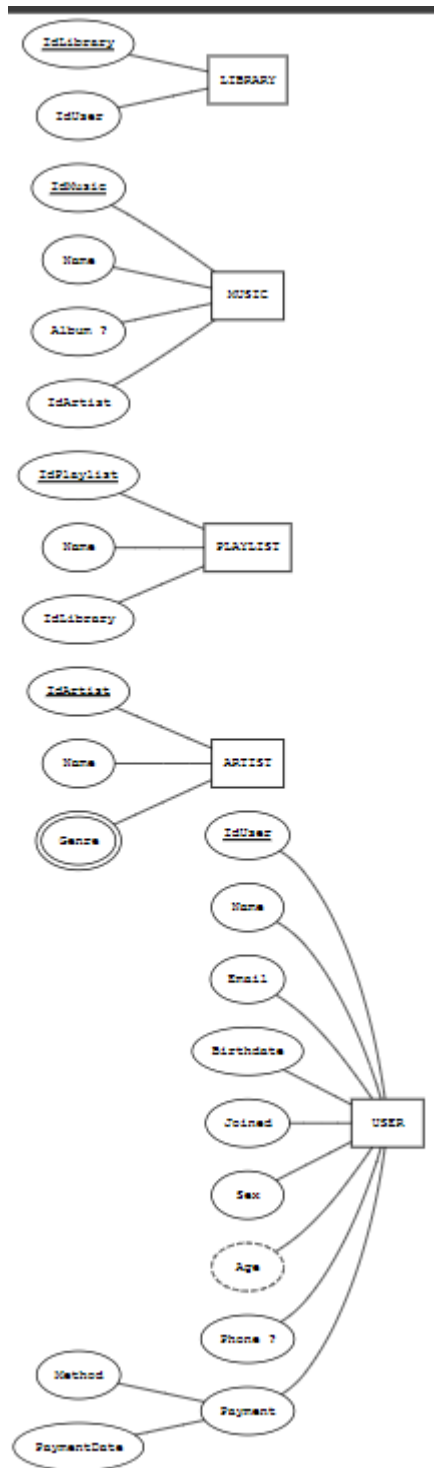 IdLibrary
LIBRARY
IdUser
IdMusic
Name
MUSIC
Album ?
IdArtist
IdPlaylist
Name
PLAYLIST
IdLibrary
IdArtist
Name
ARTIST
Genre
IdUser
Name
Email
Birthdate
Joined
USER
Sex
Age
Phone ?
Method
Payment
PaymentDate